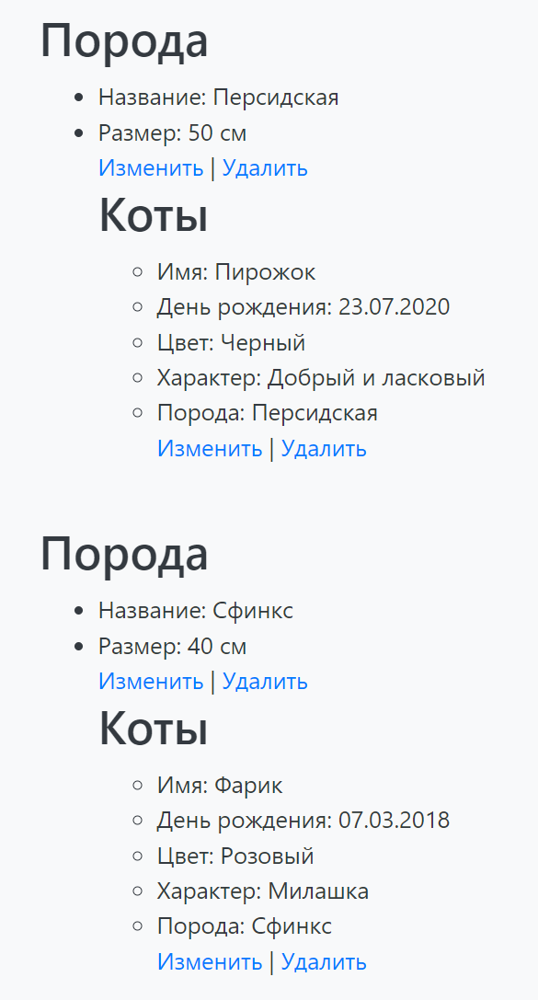 Порода
Название: Персидская
Размер: 50 см
Изменить | Удалить
Коты
Имя: Пирожок
День рождения: 23.07.2020
Цвет: Черный
Характер: Добрый и ласковый
Порода: Персидская
Изменить | Удалить
Порода
Название: Сфинкс
Размер: 40 см
Изменить | Удалить
Коты
Имя: Фарик
День рождения: 07.03.2018
Цвет: Розовый
Характер: Милашка
Порода: Сфинкс
Изменить | Удалить